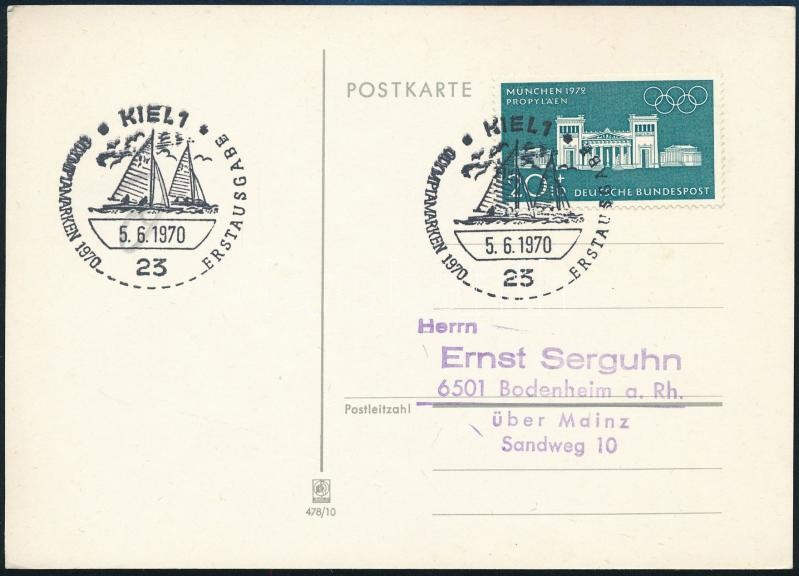 KIEL 1
OLYMPIAMARKEN 1970
ERSTAUSGABE
5.6.1970
23
POSTKARTE
MÜNCHEN 1972
PROPYLÄEN
20+
DEUTSCHE BUNDESPOST
KIEL 1
OLYMPIAMARKEN 1970
ERSTAUSGABE
5.6.1970
23
Herrn
Ernst Serguhn
6501 Bodenheim a. Rh.
Postleitzahl
über Mainz
Sandweg 10
478/10